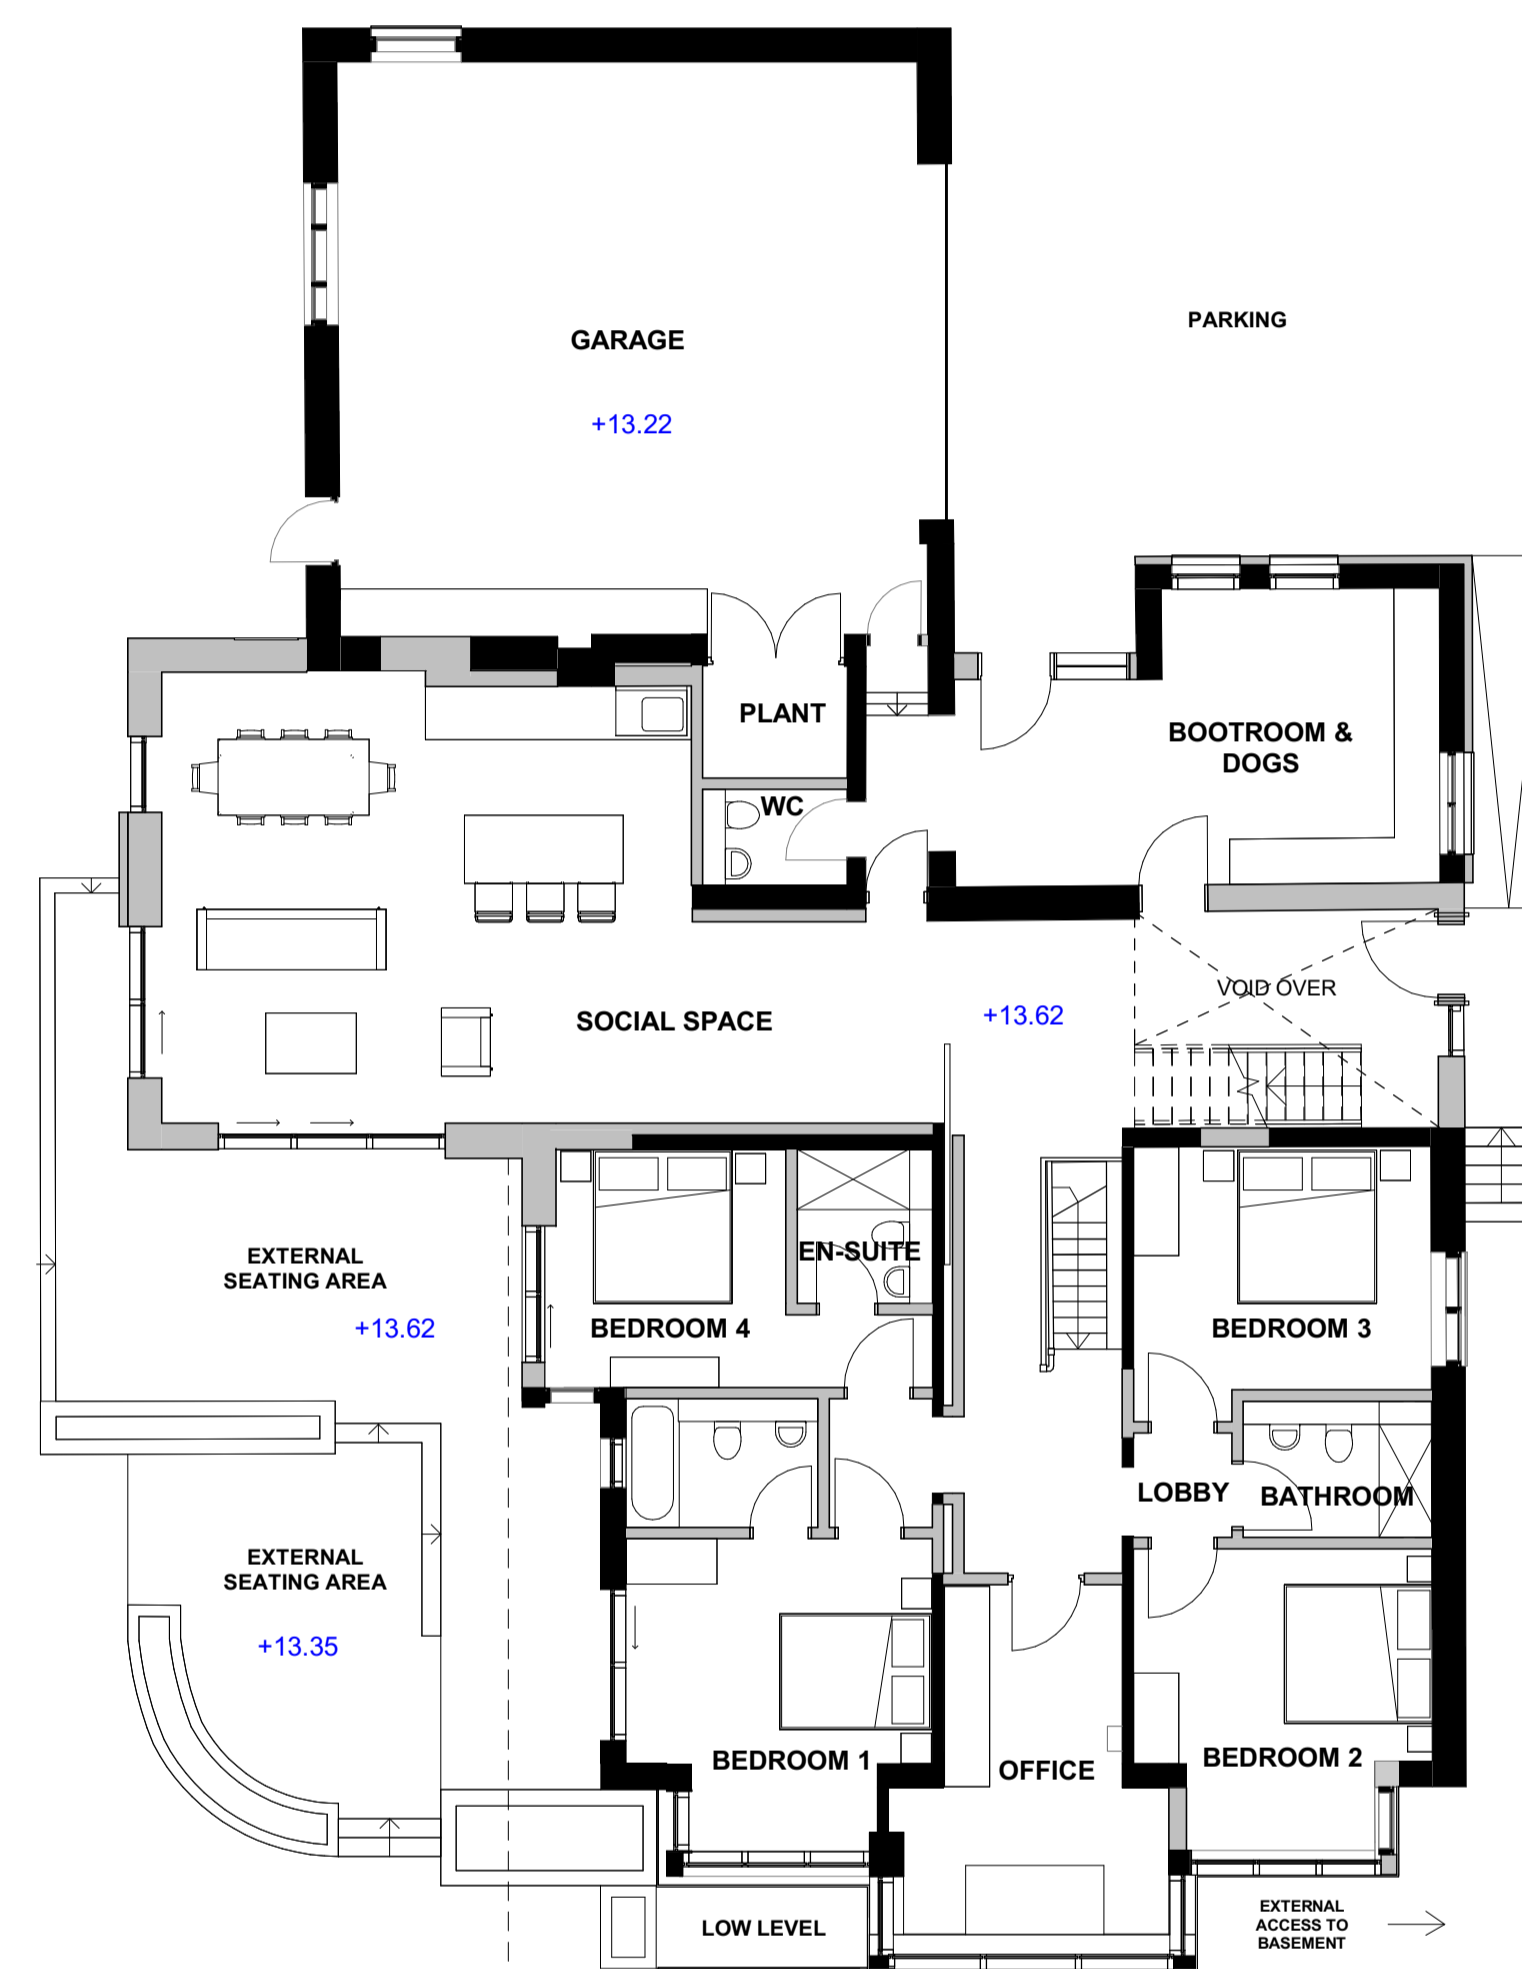 PARKING
GARAGE
+13.22
PLANT
BOOTROOM &
DOGS
WC
VOID OVER
SOCIAL SPACE
+13.62
EXTERNAL
SEATING AREA
+13.62
EN-SUITE
BEDROOM 4
BEDROOM 3
LOBBY
BATHROOM
EXTERNAL
SEATING AREA
+13.35
BEDROOM 1
OFFICE
BEDROOM 2
LOW LEVEL
EXTERNAL
ACCESS TO
BASEMENT